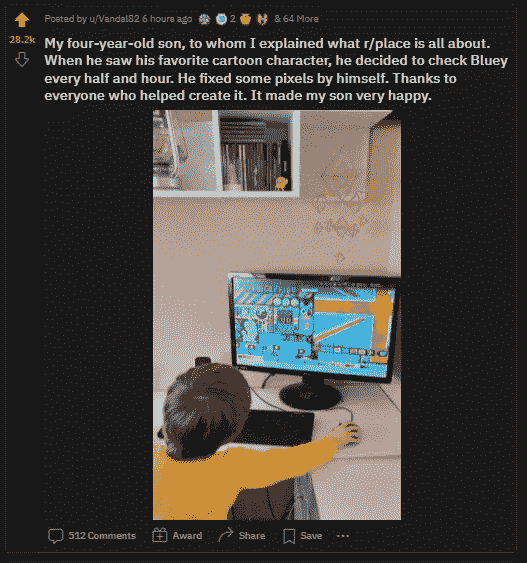 Posted by u/Vandal82 6 hours ago 2 & 64 More
28.2k
My four-year-old son, to whom I explained what r/place is all about.
When he saw his favorite cartoon character, he decided to check Bluey
every half and hour. He fixed some pixels by himself. Thanks to
everyone who helped create it. It made my son very happy.
512 Comments Award Share Save